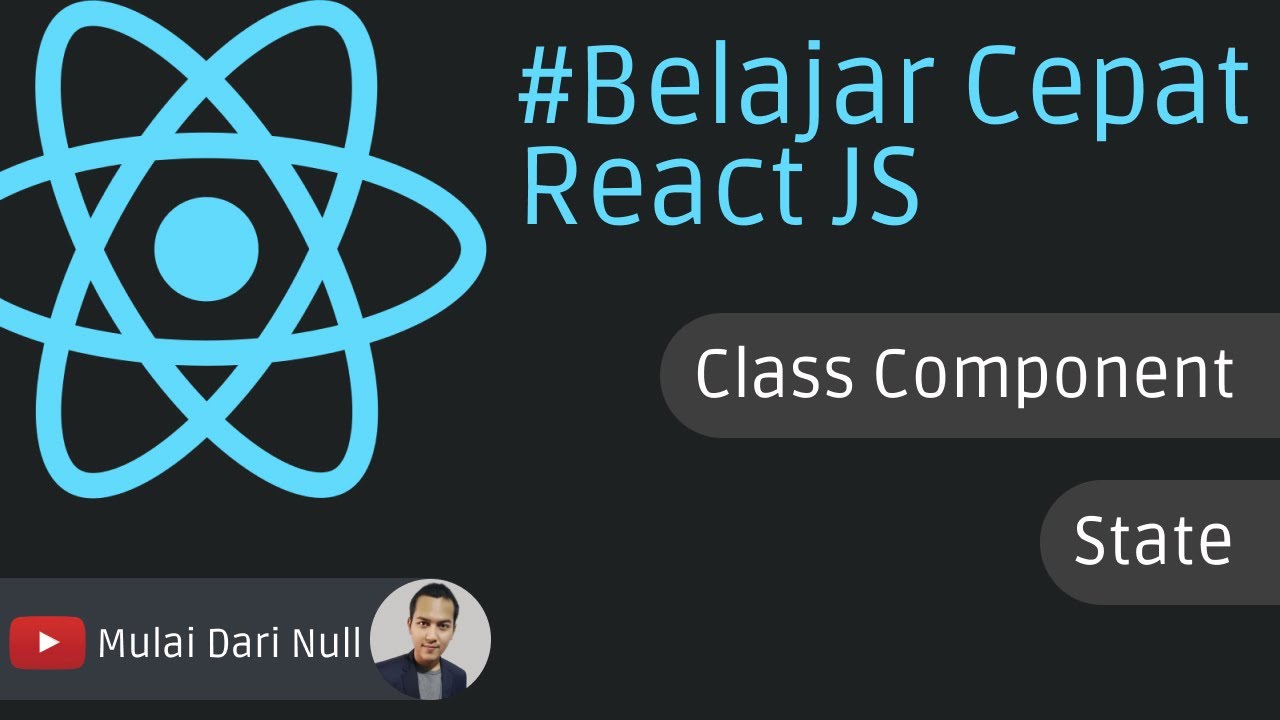 #Belajar Cepat
React JS
Class Component
State
Mulai Dari Null